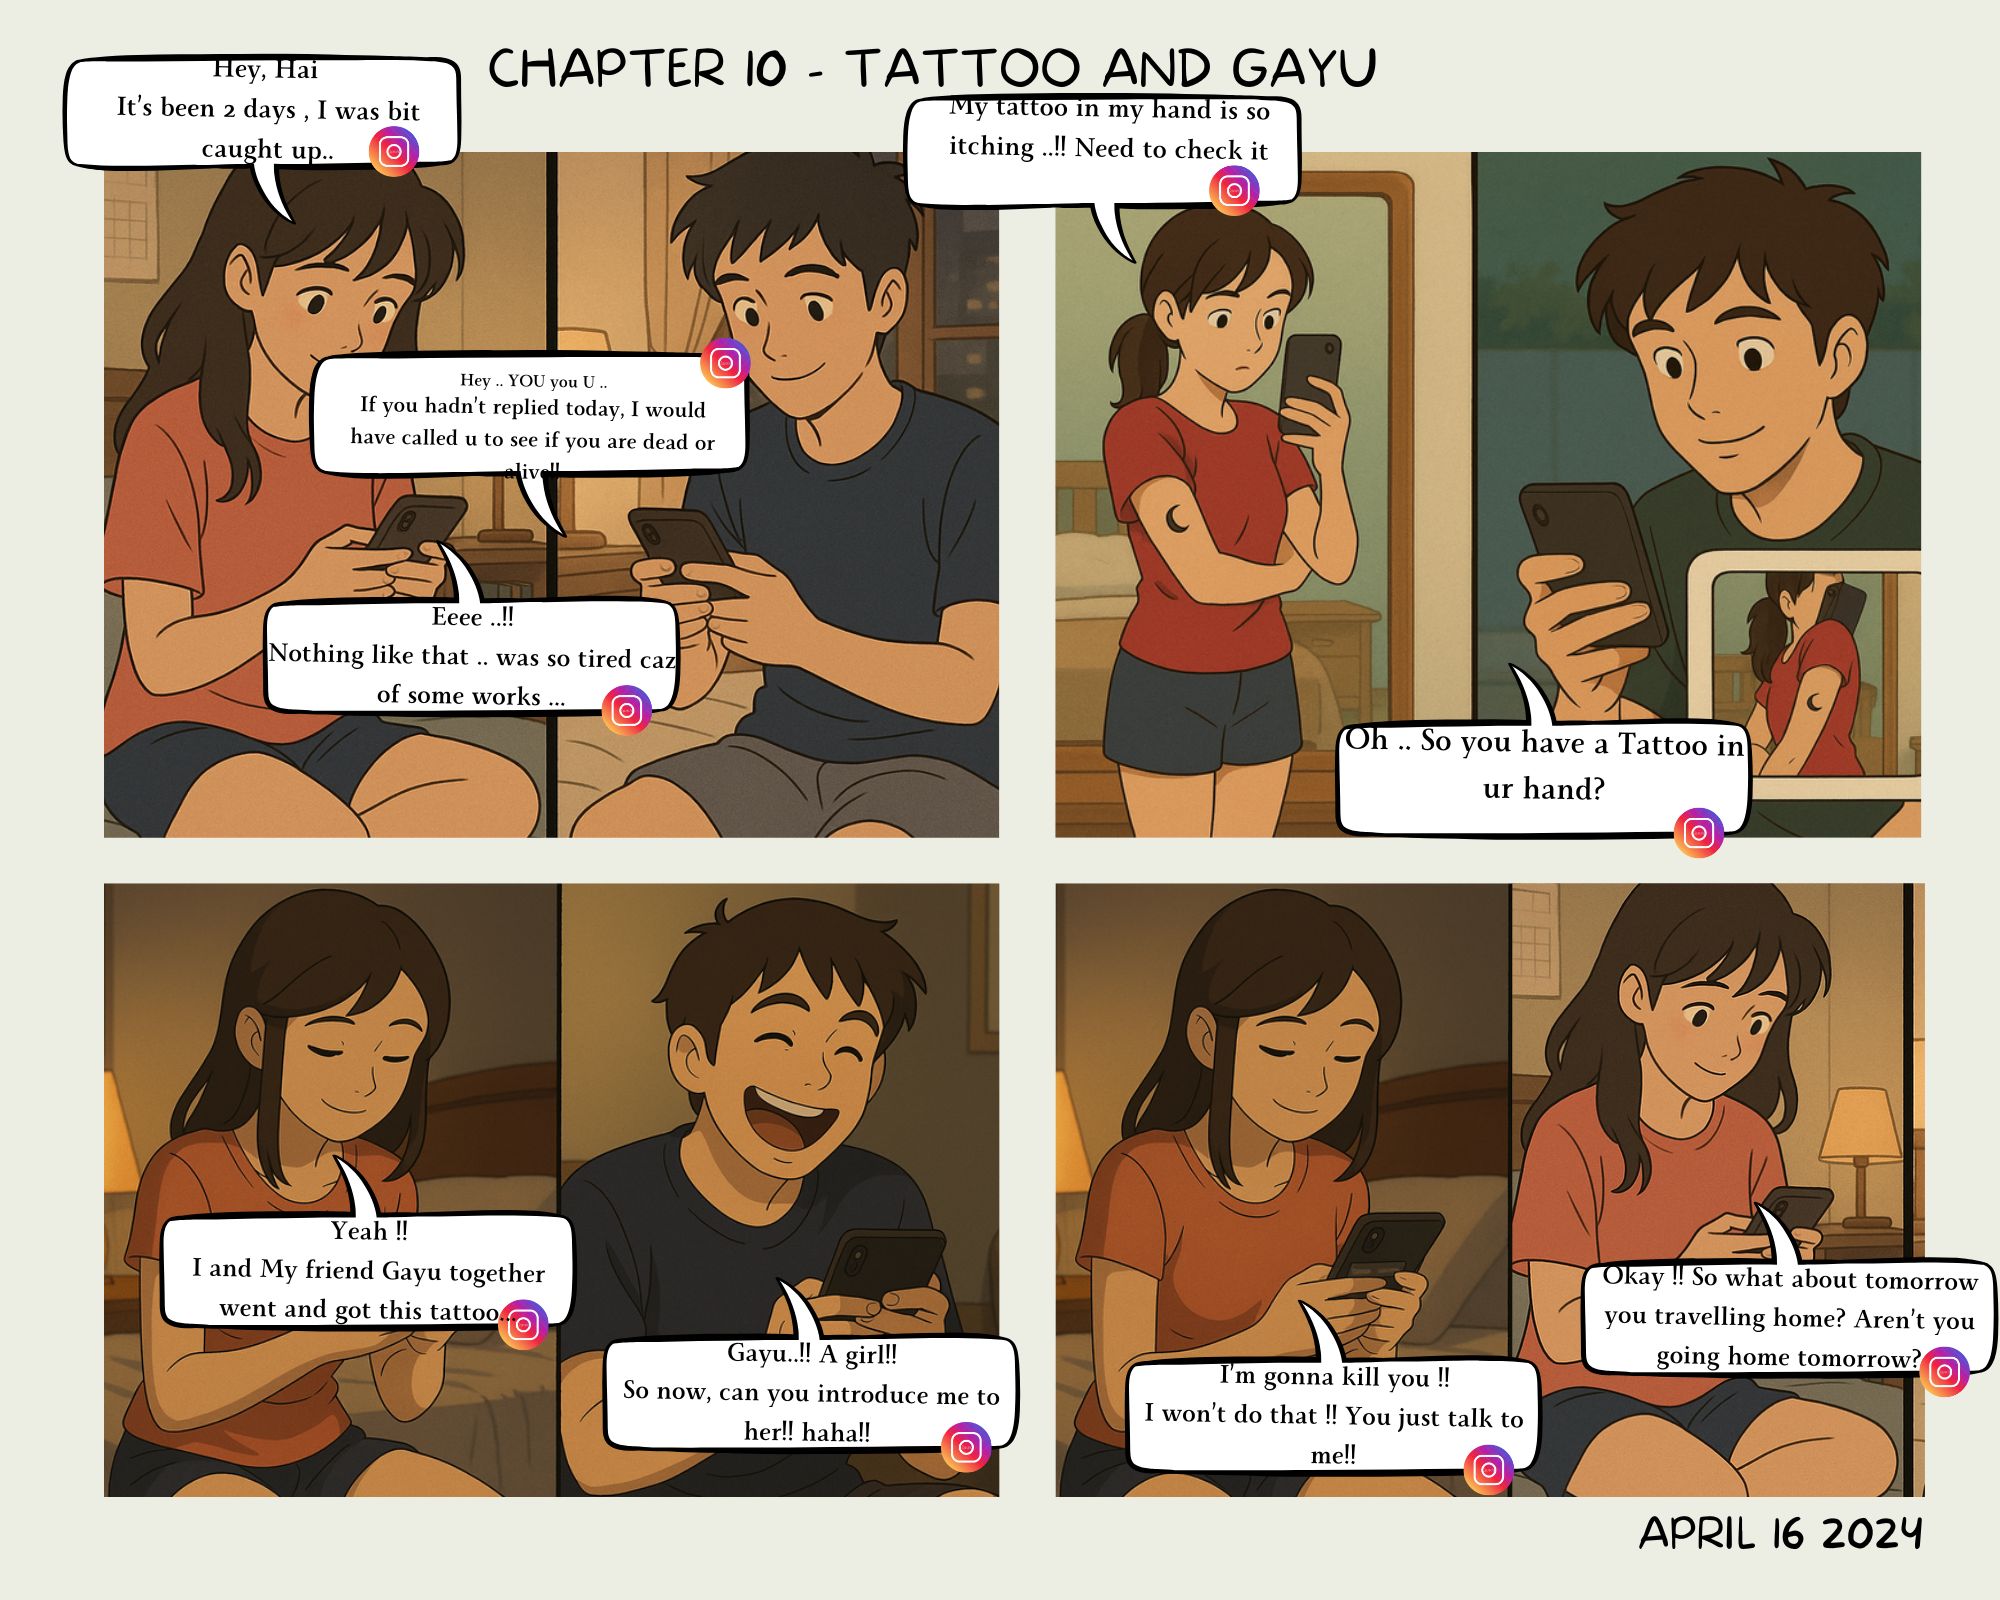 CHAPTER 10 - TATTOO AND GAYU
Hey, Hai
It's been 2 days , I was bit
caught up..
Hey .. YOU you U ..
If you hadn't replied today, I would
have called u to see if you are dead or
alive!!
Eeee ..!!
Nothing like that .. was so tired caz
of some works ...
My tattoo in my hand is so
itching ..!! Need to check it
Oh .. So you have a Tattoo in
ur hand?
Yeah !!
I and My friend Gayu together
went and got this tattoo...
Gayu..!! A girl!!
So now, can you introduce me to
her!! haha!!
I'm gonna kill you !!
I won't do that !! You just talk to
me!!
Okay !! So what about tomorrow
you travelling home? Aren't you
going home tomorrow?
APRIL 16 2024